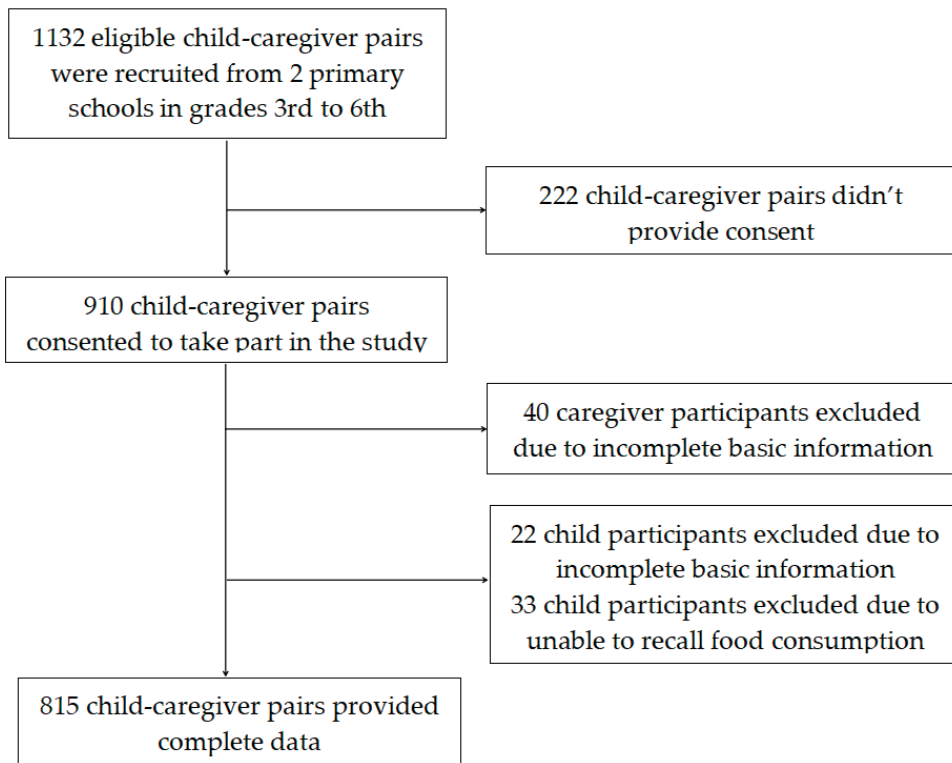 1132 eligible child-caregiver pairs
were recruited from 2 primary
schools in grades 3rd to 6th
222 child-caregiver pairs didn't
provide consent
910 child-caregiver pairs
consented to take part in the study
40 caregiver participants excluded
due to incomplete basic information
22 child participants excluded due to
incomplete basic information
33 child participants excluded due to
unable to recall food consumption
815 child-caregiver pairs provided
complete data